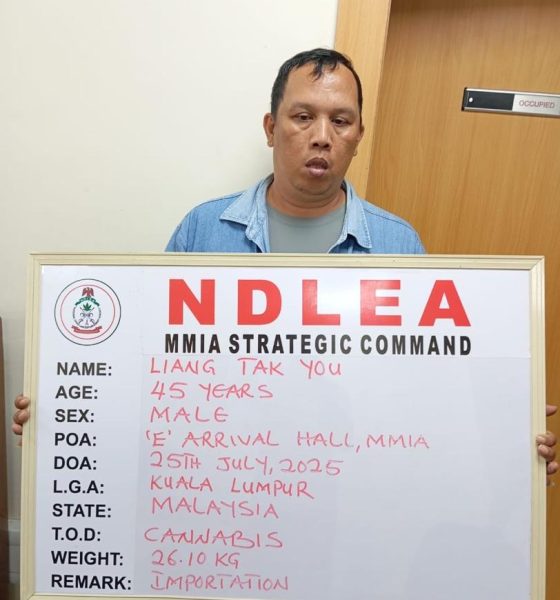 OCCUPIED
NDLEA
MMIA STRATEGIC COMMAND
NAME: LIANG TAK YOU
AGE: 45 YEARS
SEX: MALE
POA: 'E' ARRIVAL HALL, MMIA
DOA: 25TH JULY, 2025
L.G.A: KUALA LUMPUR
STATE: MALAYSIA
T.O.D: CANNABIS
WEIGHT: 26.10 KG
REMARK: IMPORTATION